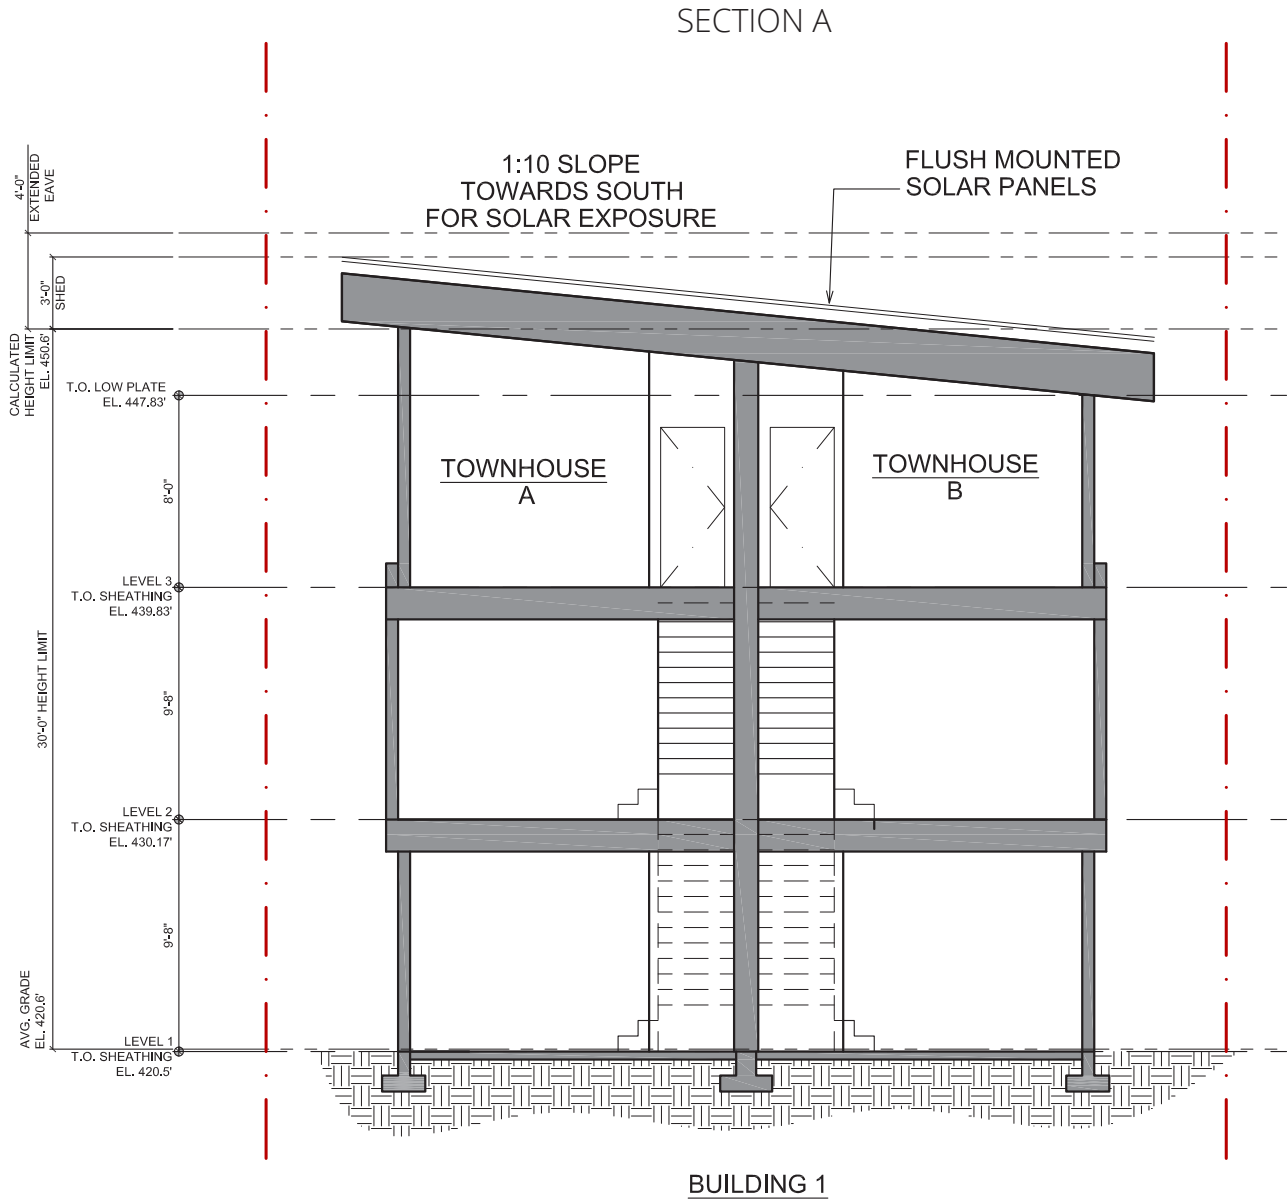 SECTION A
4'-0"
EXTENDED
EAVE
1:10 SLOPE
TOWARDS SOUTH
FOR SOLAR EXPOSURE
FLUSH MOUNTED
SOLAR PANELS
3'-0"
SHED
CALCULATED
HEIGHT LIMIT
EL. 450.6'
T.O. LOW PLATE
EL. 447.83'
TOWNHOUSE
A
TOWNHOUSE
B
8'-0"
LEVEL 3
T.O. SHEATHING
EL. 439.83'
30'-0" HEIGHT LIMIT
9'-8"
LEVEL 2
T.O. SHEATHING
EL. 430.17'
9'-8"
AVG. GRADE
EL. 420.6'
LEVEL 1
T.O. SHEATHING
EL. 420.5'
BUILDING 1